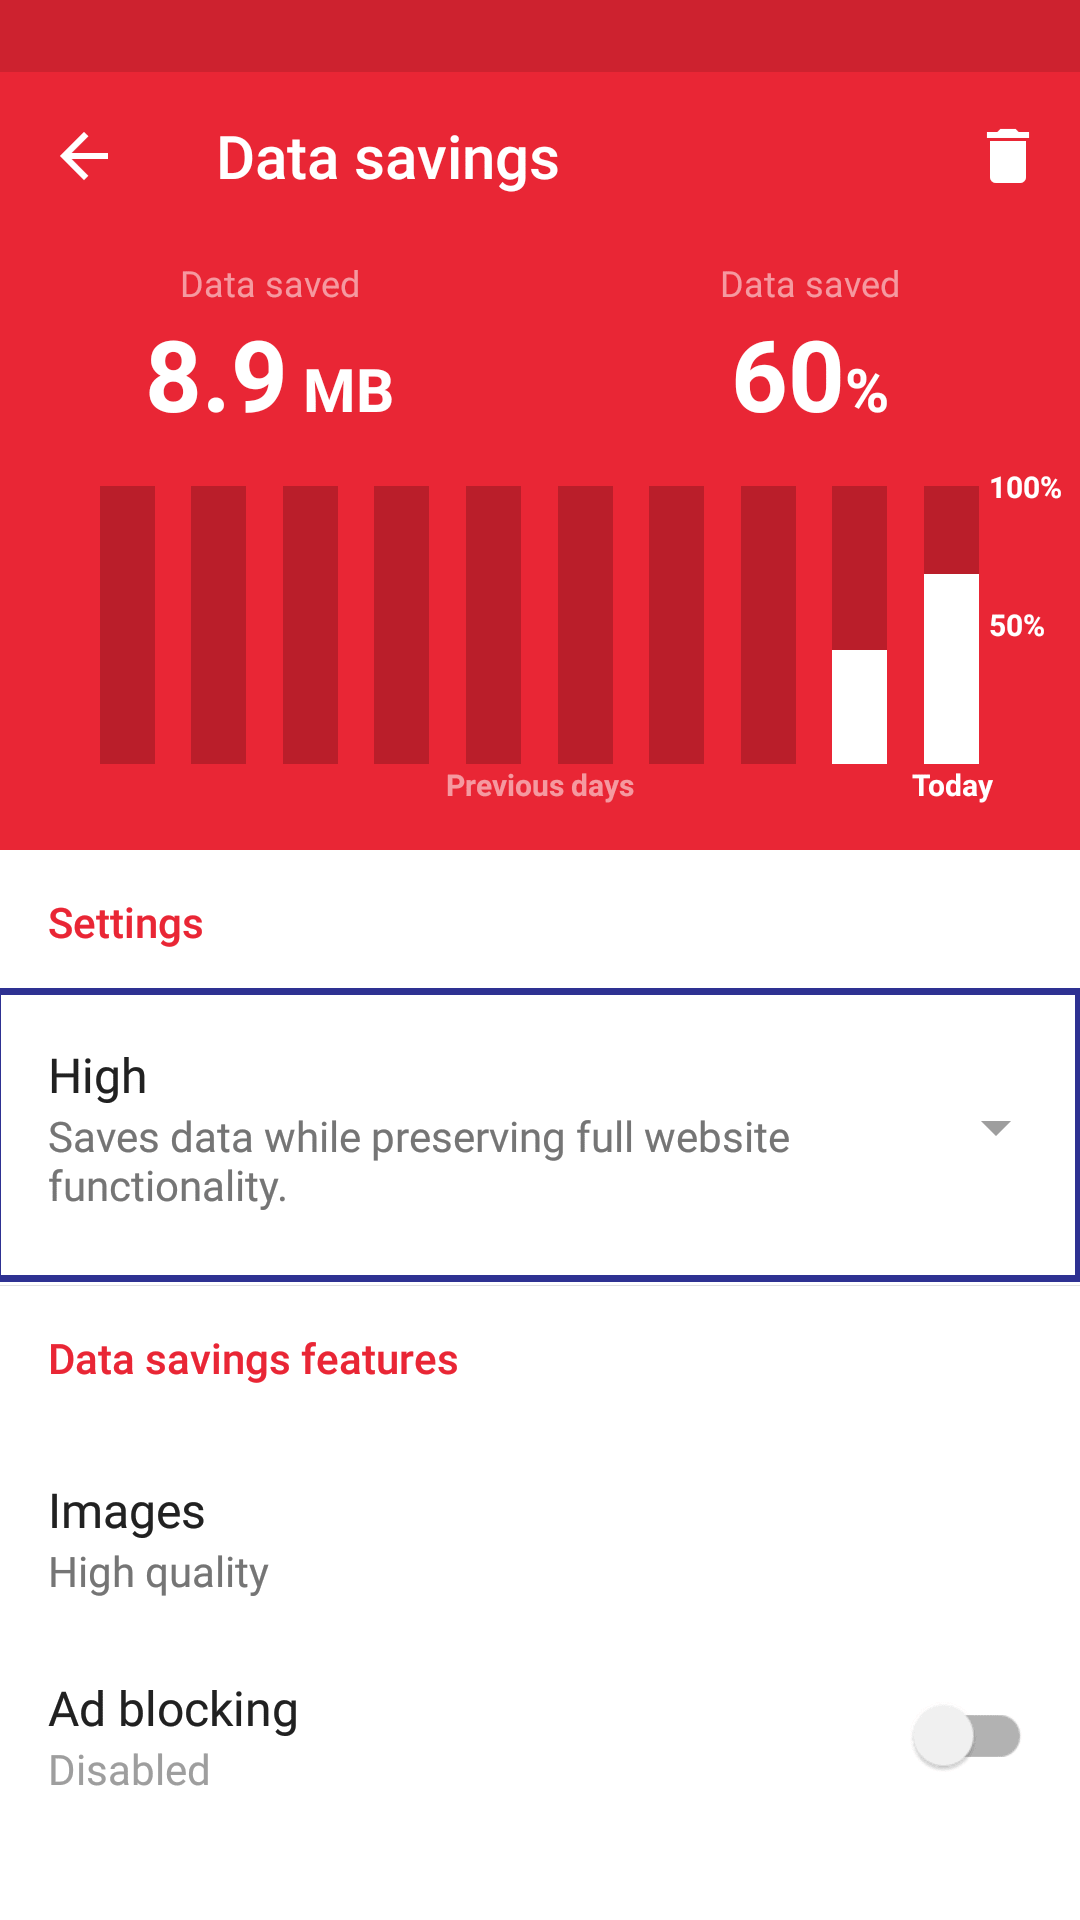 Data savings
Data saved
8.9 MB
Data saved
60%
100%
50%
Previous days
Today
Settings
High
Saves data while preserving full website
functionality.
Data savings features
Images
High quality
Ad blocking
Disabled